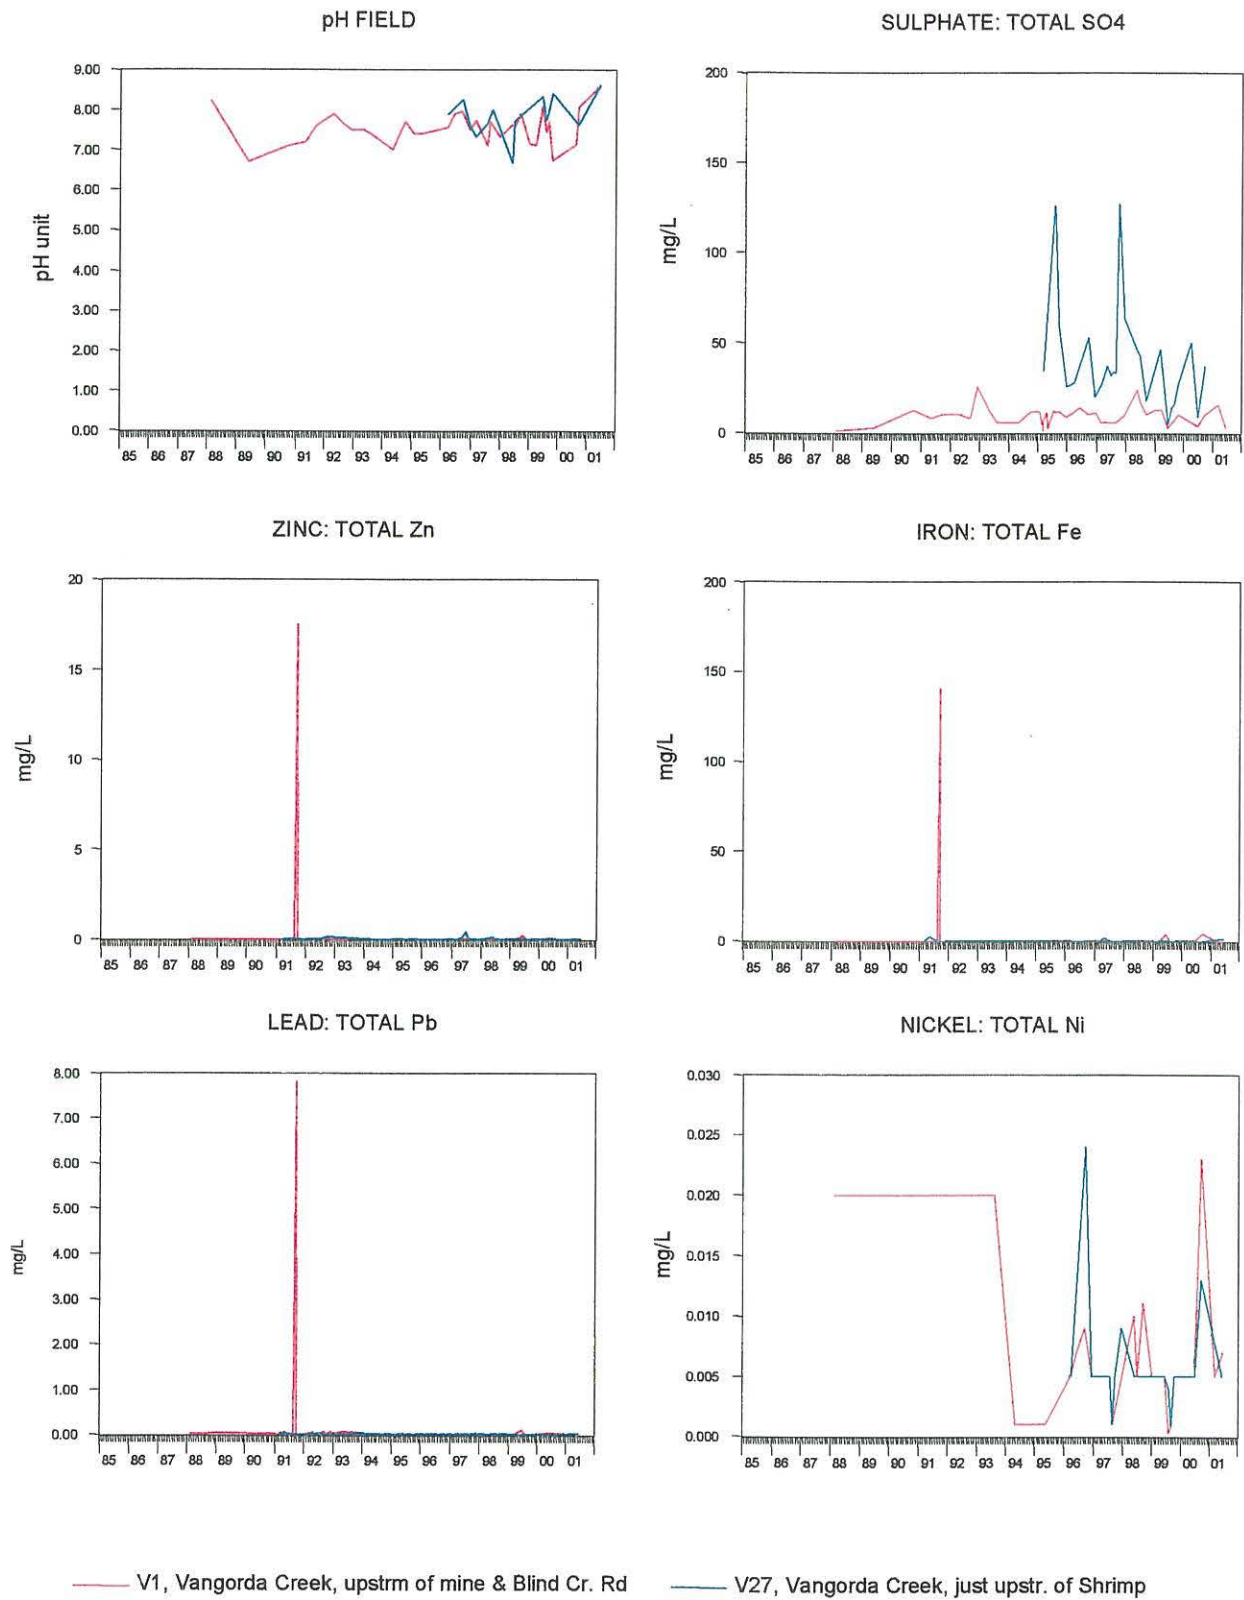 pH FIELD
SULPHATE: TOTAL SO4
9.00
8.00
7.00
6.00
5.00
4.00
3.00
2.00
1.00
0.00
pH unit
85 86 87 88 89 90 91 92 93 94 95 96 97 98 99 00 01
200
150
100
50
0
mg/L
85 86 87 88 89 90 91 92 93 94 95 96 97 98 99 00 01
ZINC: TOTAL Zn
IRON: TOTAL Fe
20
15
10
5
0
mg/L
85 86 87 88 89 90 91 92 93 94 95 96 97 98 99 00 01
200
150
100
50
0
mg/L
85 86 87 88 89 90 91 92 93 94 95 96 97 98 99 00 01
LEAD: TOTAL Pb
NICKEL: TOTAL Ni
8.00
7.00
6.00
5.00
4.00
3.00
2.00
1.00
0.00
mg/L
85 86 87 88 89 90 91 92 93 94 95 96 97 98 99 00 01
0.030
0.025
0.020
0.015
0.010
0.005
0.000
mg/L
85 86 87 88 89 90 91 92 93 94 95 96 97 98 99 00 01
V1, Vangorda Creek, upstrm of mine & Blind Cr. Rd
V27, Vangorda Creek, just upstr. of Shrimp